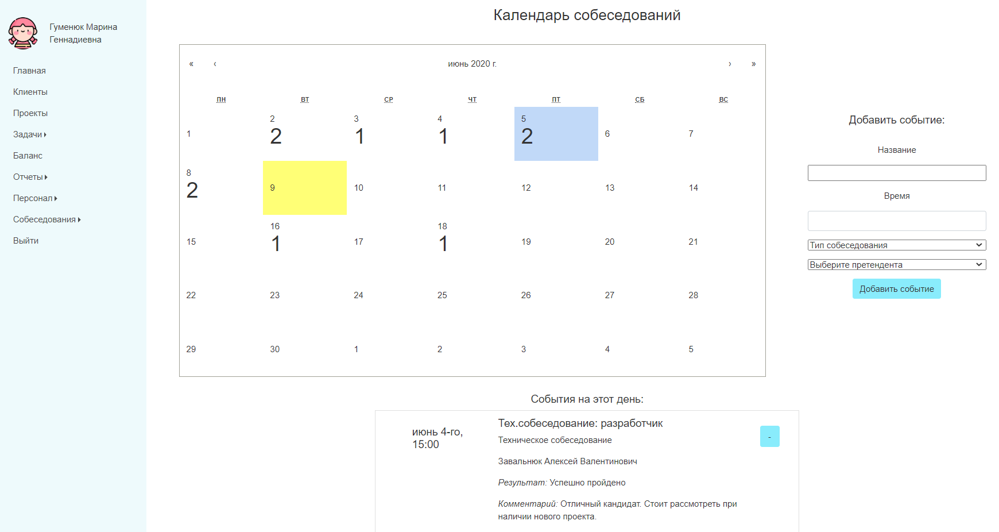 Гуменюк Марина
Геннадиевна
Главная
Клиенты
Проекты
Задачи
Баланс
Отчеты
Персонал
Собеседования
Выйти
Календарь собеседований
« ‹ июнь 2020 г. › »
ПН ВТ СР ЧТ ПТ СБ ВС
1 2 3 4 5 6 7
2 1 1 2
8 9 10 11 12 13 14
2
15 16 17 18 19 20 21
1 1
22 23 24 25 26 27 28
29 30 1 2 3 4 5
Добавить событие:
Название
Время
Тип собеседования
Выберите претендента
Добавить событие
События на этот день:
июнь 4-го,
15:00
Тех.собеседование: разработчик
Техническое собеседование
Завальнюк Алексей Валентинович
Результат: Успешно пройдено
Комментарий: Отличный кандидат. Стоит рассмотреть при
наличии нового проекта.
-